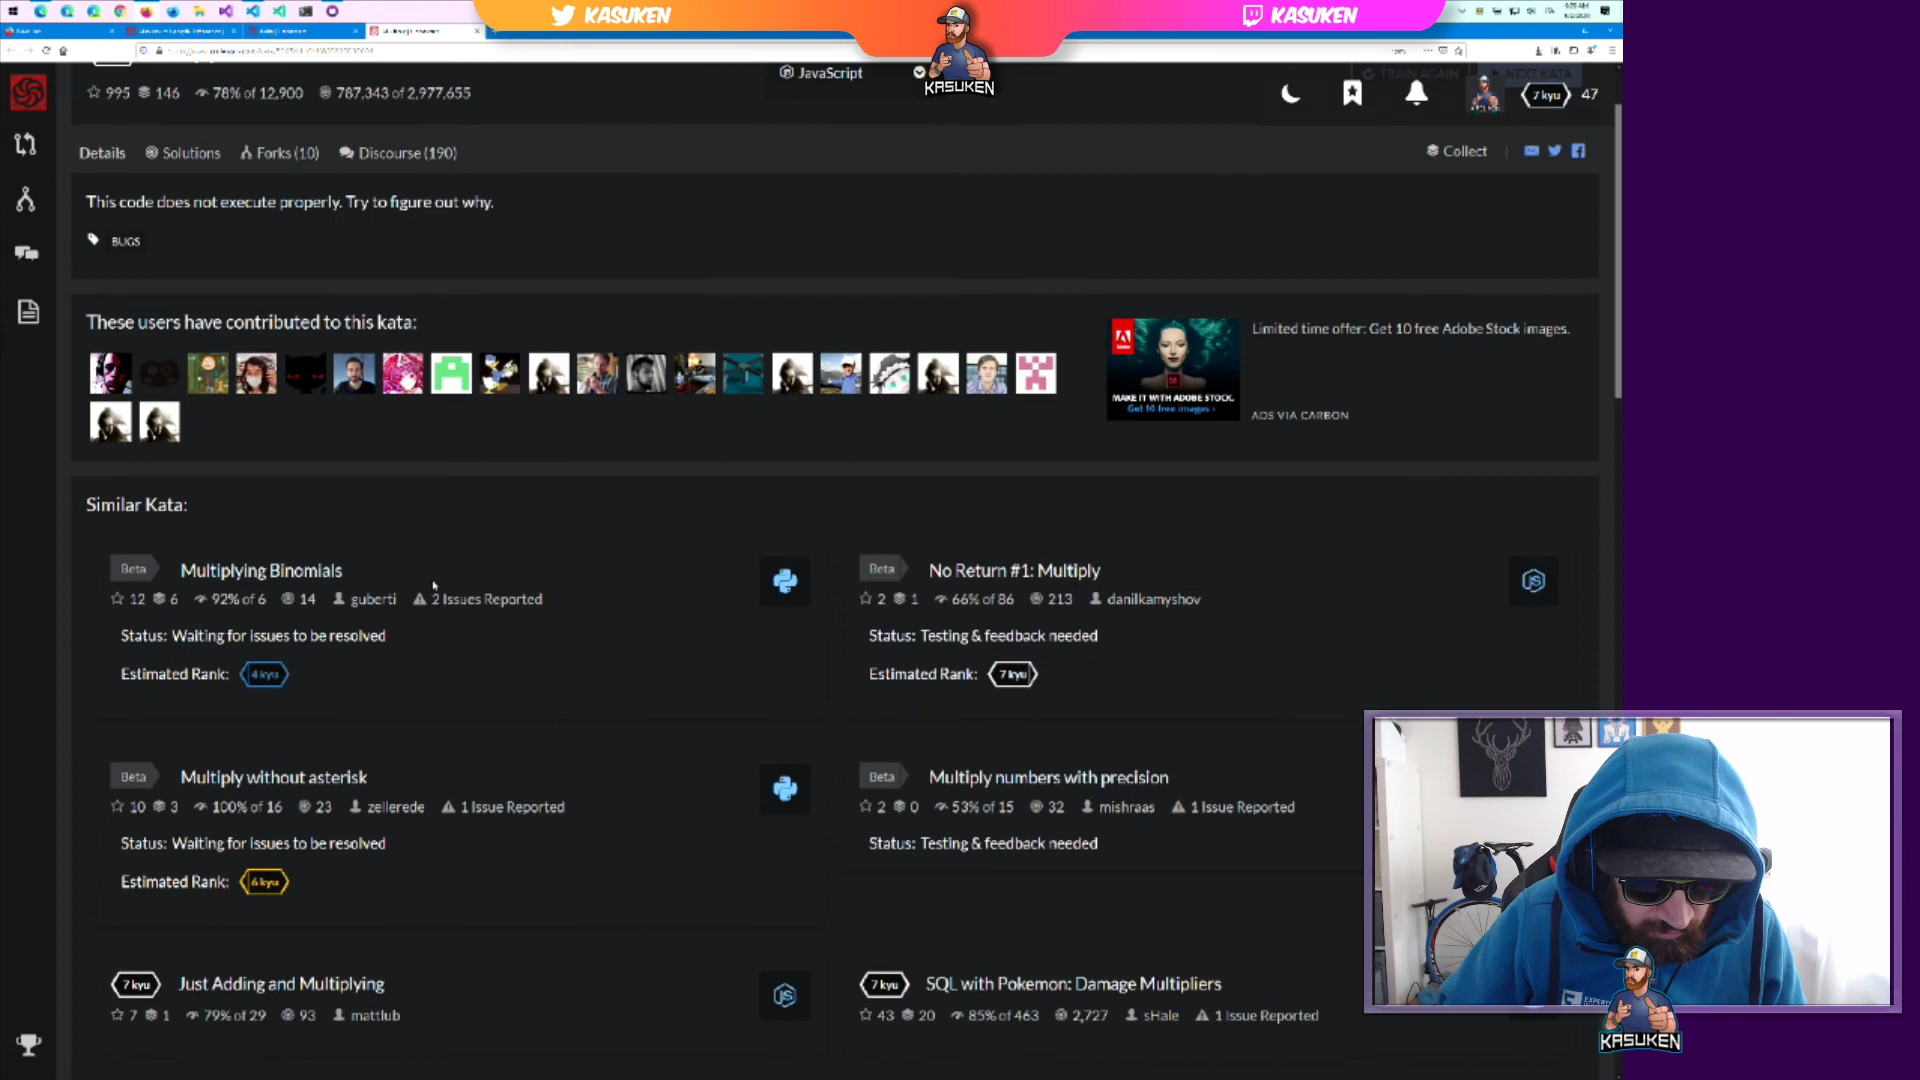 KASUKEN
KASUKEN
KASUKEN
JavaScript
TRAIN AGAIN
NEXT KATA
995 146 78% of 12,900 787,343 of 2,977,655
7 kyu 47
Details Solutions Forks (10) Discourse (190)
Collect
This code does not execute properly. Try to figure out why.
BUGS
These users have contributed to this kata:
MAKE IT WITH ADOBE STOCK.
Get 10 free images ›
Limited time offer: Get 10 free Adobe Stock images.
ADS VIA CARBON
Similar Kata:
Beta Multiplying Binomials
12 6 92% of 6 14 guberti 2 Issues Reported
Status: Waiting for issues to be resolved
Estimated Rank: 4 kyu
Beta No Return #1: Multiply
2 1 66% of 86 213 danilkamyshov
Status: Testing & feedback needed
Estimated Rank: 7 kyu
Beta Multiply without asterisk
10 3 100% of 16 23 zellerede 1 Issue Reported
Status: Waiting for issues to be resolved
Estimated Rank: 6 kyu
Beta Multiply numbers with precision
2 0 53% of 15 32 mishraas 1 Issue Reported
Status: Testing & feedback needed
7 kyu Just Adding and Multiplying
7 1 79% of 29 93 mattlub
7 kyu SQL with Pokemon: Damage Multipliers
43 20 85% of 463 2,727 sHale 1 Issue Reported
EXPERT
KASUKEN